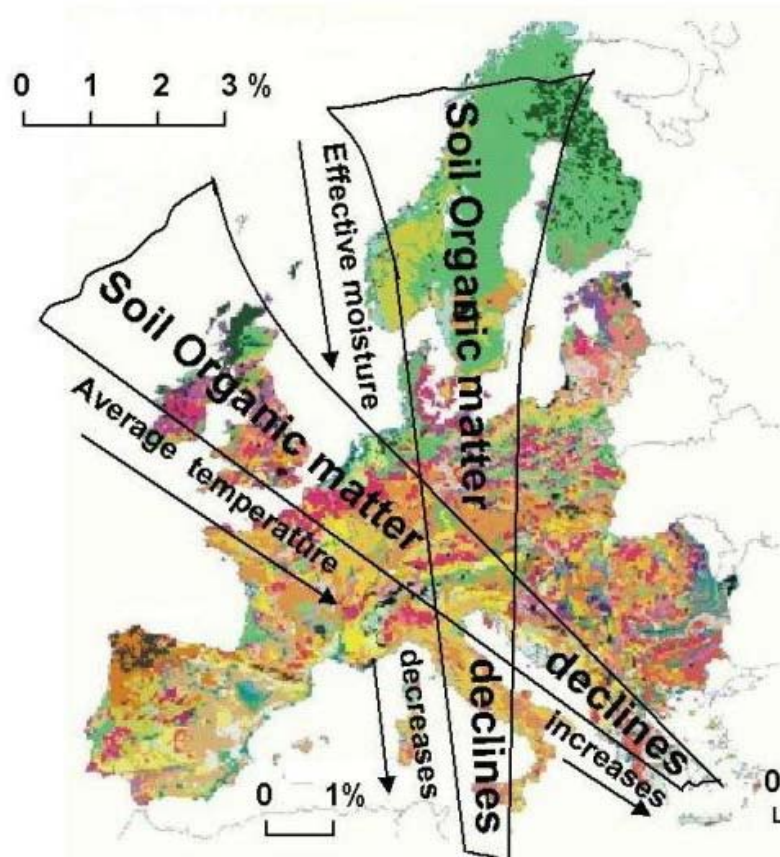 0 1 2 3 %
Soil Organic matter
declines
Effective moisture
decreases
Soil Organic matter
declines
Average temperature
increases
0 1%
0